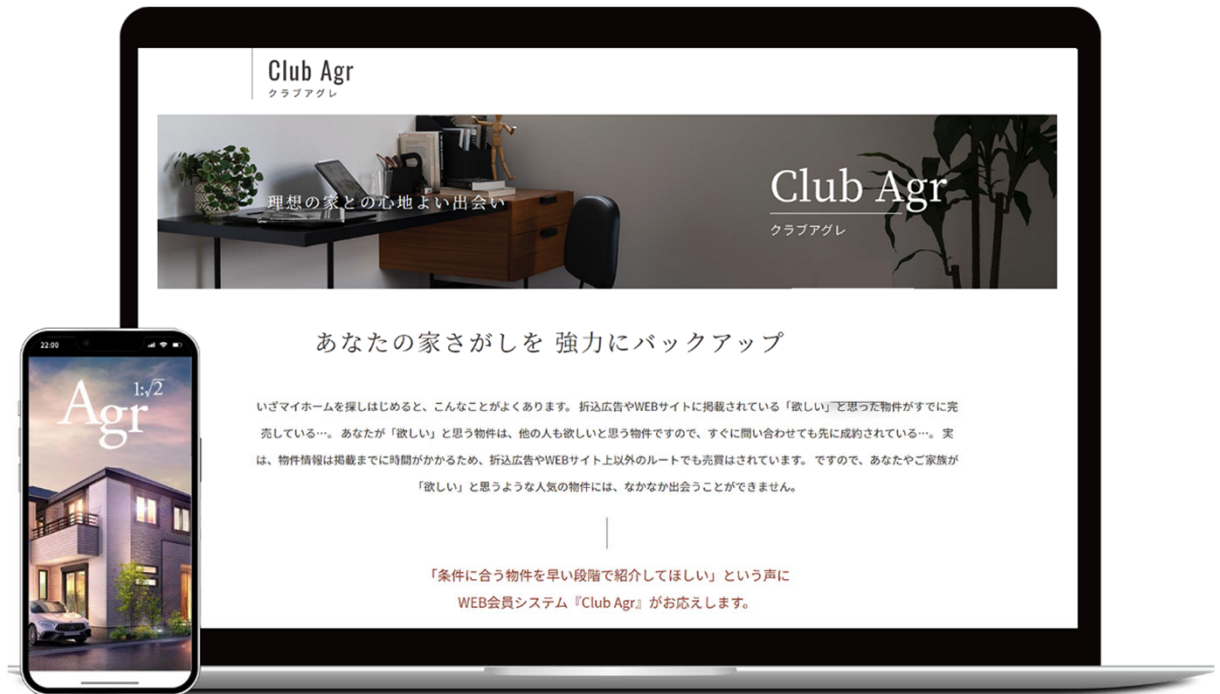 Club Agr
クラブアグレ
理想の家との心地よい出会い
Club Agr
クラブアグレ
あなたの家さがしを 強力にバックアップ
いざマイホームを探しはじめると、こんなことがよくあります。 折込広告やWEBサイトに掲載されている「欲しい」と思った物件がすでに完
売している…。 あなたが「欲しい」と思う物件は、他の人も欲しいと思う物件ですので、すぐに問い合わせても先に成約されている…。 実
は、物件情報は掲載までに時間がかかるため、折込広告やWEBサイト上以外のルートでも売買はされています。 ですので、あなたやご家族が
「欲しい」と思うような人気の物件には、なかなか出会うことができません。
「条件に合う物件を早い段階で紹介してほしい」という声に
WEB会員システム『Club Agr』がお応えします。
22:00
1:√2
Agr